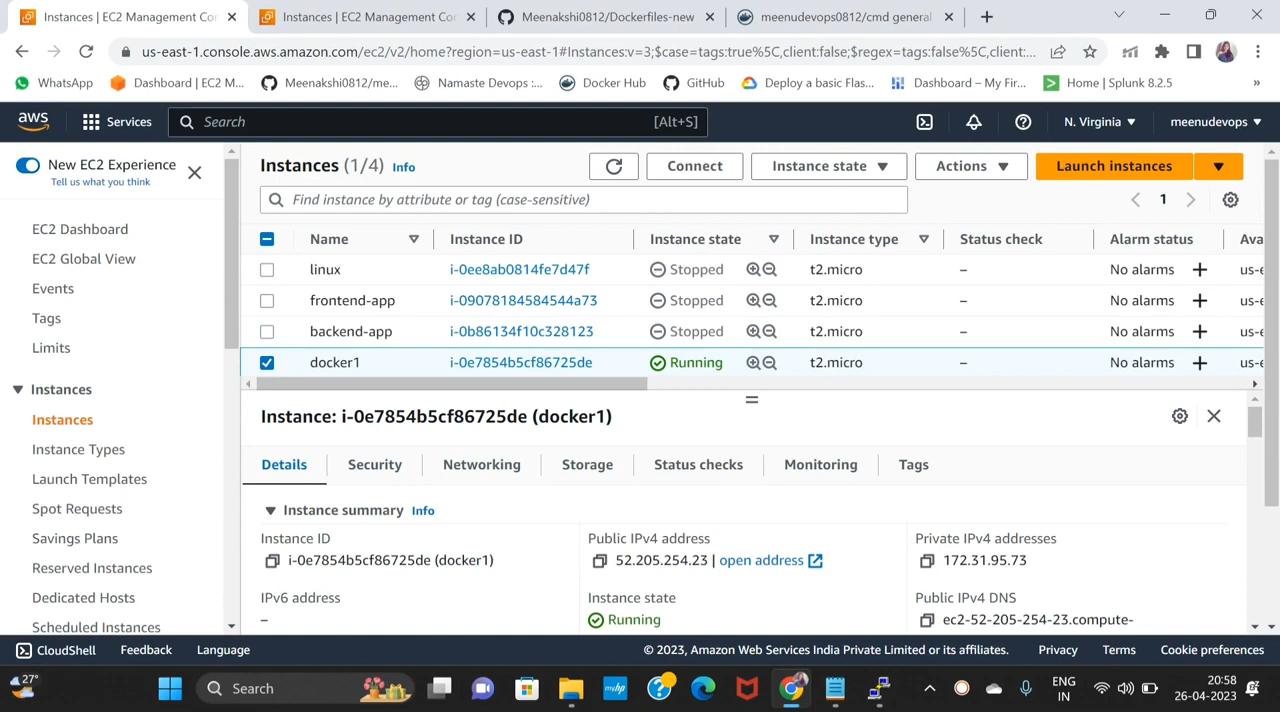 Instances | EC2 Management Con
Instances | EC2 Management Con
Meenakshi0812/Dockerfiles-new
meenudevops0812/cmd general
us-east-1.console.aws.amazon.com/ec2/v2/home?region=us-east-1#Instances:v=3;$case=tags:true%5C,client:false;$regex=tags:false%5C,client:...
WhatsApp
Dashboard | EC2 M...
Meenakshi0812/me...
Namaste Devops :...
Docker Hub
GitHub
Deploy a basic Flas...
Dashboard – My Fir...
Home | Splunk 8.2.5
»
aws
Services
Search
[Alt+S]
N. Virginia
meenudevops
New EC2 Experience
Tell us what you think
EC2 Dashboard
EC2 Global View
Events
Tags
Limits
Instances
Instances
Instance Types
Launch Templates
Spot Requests
Savings Plans
Reserved Instances
Dedicated Hosts
Scheduled Instances
Instances (1/4) Info
Connect
Instance state
Actions
Launch instances
Find instance by attribute or tag (case-sensitive)
1
Name Instance ID Instance state Instance type Status check Alarm status Ava
linux i-0ee8ab0814fe7d47f Stopped t2.micro – No alarms us-e
frontend-app i-09078184584544a73 Stopped t2.micro – No alarms us-e
backend-app i-0b86134f10c328123 Stopped t2.micro – No alarms us-e
docker1 i-0e7854b5cf86725de Running t2.micro – No alarms us-e
Instance: i-0e7854b5cf86725de (docker1)
Details Security Networking Storage Status checks Monitoring Tags
Instance summary Info
Instance ID Public IPv4 address Private IPv4 addresses
i-0e7854b5cf86725de (docker1) 52.205.254.23 | open address 172.31.95.73
IPv6 address Instance state Public IPv4 DNS
– Running ec2-52-205-254-23.compute-
CloudShell Feedback Language © 2023, Amazon Web Services India Private Limited or its affiliates. Privacy Terms Cookie preferences
27°
Search
myhp
ENG
IN
20:58
26-04-2023